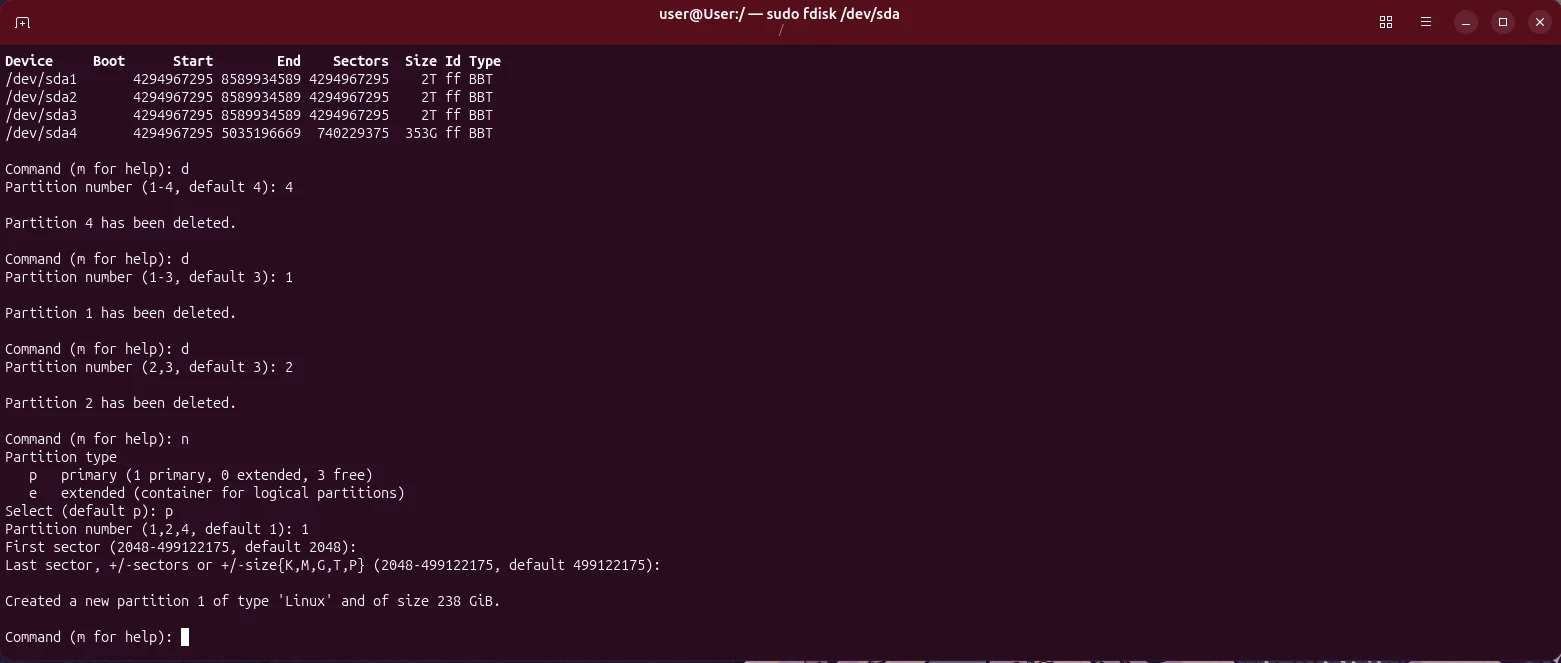 user@User:/ — sudo fdisk /dev/sda
/
Device     Boot      Start        End    Sectors  Size Id Type
/dev/sda1       4294967295 8589934589 4294967295    2T ff BBT
/dev/sda2       4294967295 8589934589 4294967295    2T ff BBT
/dev/sda3       4294967295 8589934589 4294967295    2T ff BBT
/dev/sda4       4294967295 5035196669  740229375  353G ff BBT
Command (m for help): d
Partition number (1-4, default 4): 4
Partition 4 has been deleted.
Command (m for help): d
Partition number (1-3, default 3): 1
Partition 1 has been deleted.
Command (m for help): d
Partition number (2,3, default 3): 2
Partition 2 has been deleted.
Command (m for help): n
Partition type
   p   primary (1 primary, 0 extended, 3 free)
   e   extended (container for logical partitions)
Select (default p): p
Partition number (1,2,4, default 1): 1
First sector (2048-499122175, default 2048):
Last sector, +/-sectors or +/-size{K,M,G,T,P} (2048-499122175, default 499122175):
Created a new partition 1 of type 'Linux' and of size 238 GiB.
Command (m for help):